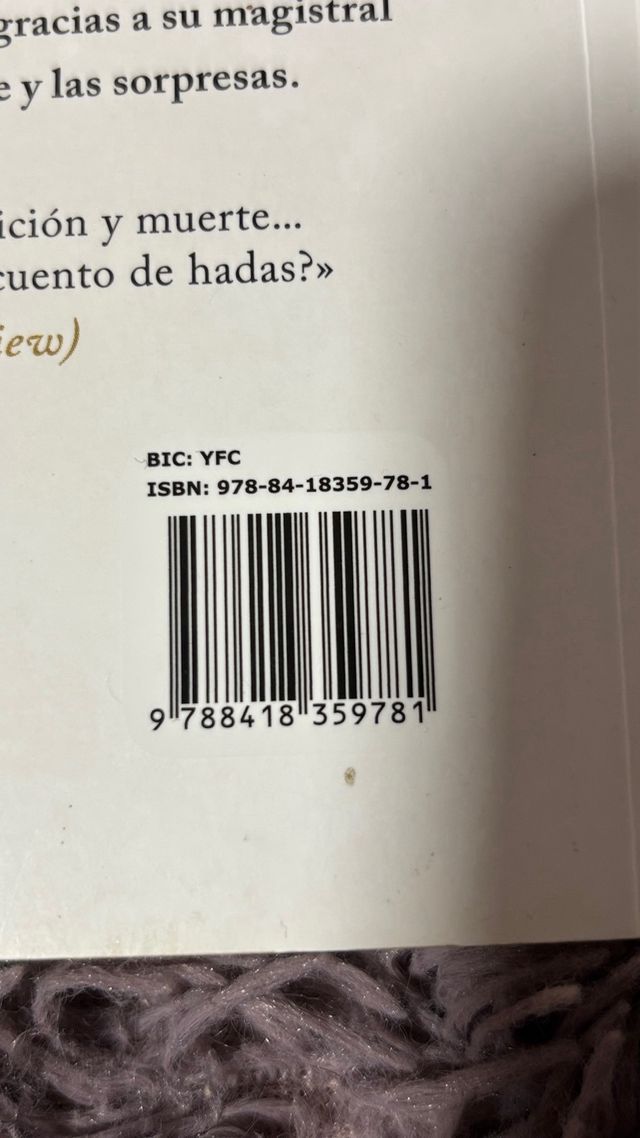 gracias a su magistral
e y las sorpresas.
ición y muerte...
cuento de hadas?»
iew)
BIC: YFC
ISBN: 978-84-18359-78-1
9 788418 359781